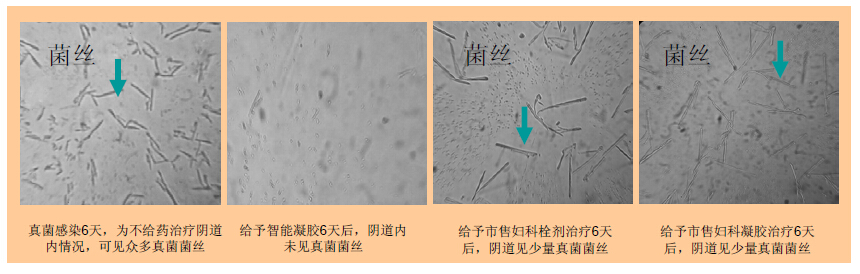 菌丝
菌丝
菌丝
真菌感染6天，为不给药治疗阴道
内情况，可见众多真菌菌丝
给予智能凝胶6天后，阴道内
未见真菌菌丝
给予市售妇科栓剂治疗6天
后，阴道见少量真菌菌丝
给予市售妇科凝胶治疗6天
后，阴道见少量真菌菌丝